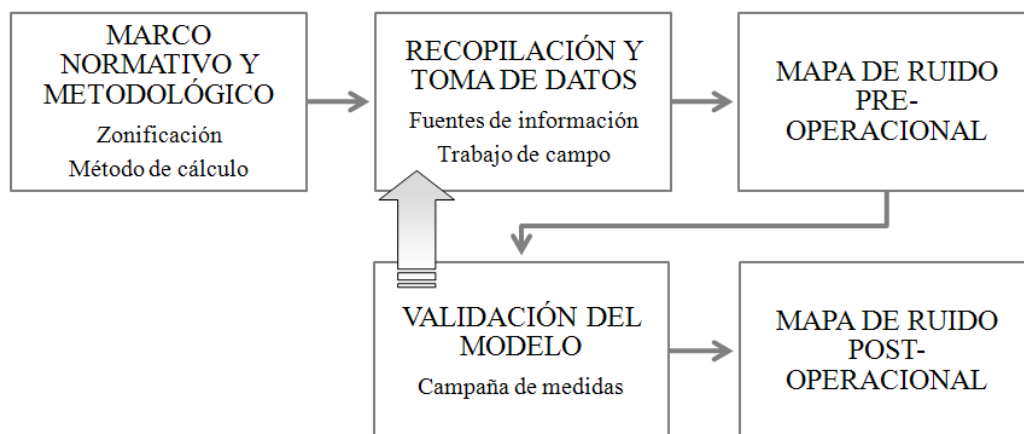 MARCO
NORMATIVO Y
METODOLÓGICO
Zonificación
Método de cálculo
RECOPILACIÓN Y
TOMA DE DATOS
Fuentes de información
Trabajo de campo
MAPA DE RUIDO
PRE-
OPERACIONAL
VALIDACIÓN DEL
MODELO
Campaña de medidas
MAPA DE RUIDO
POST-
OPERACIONAL